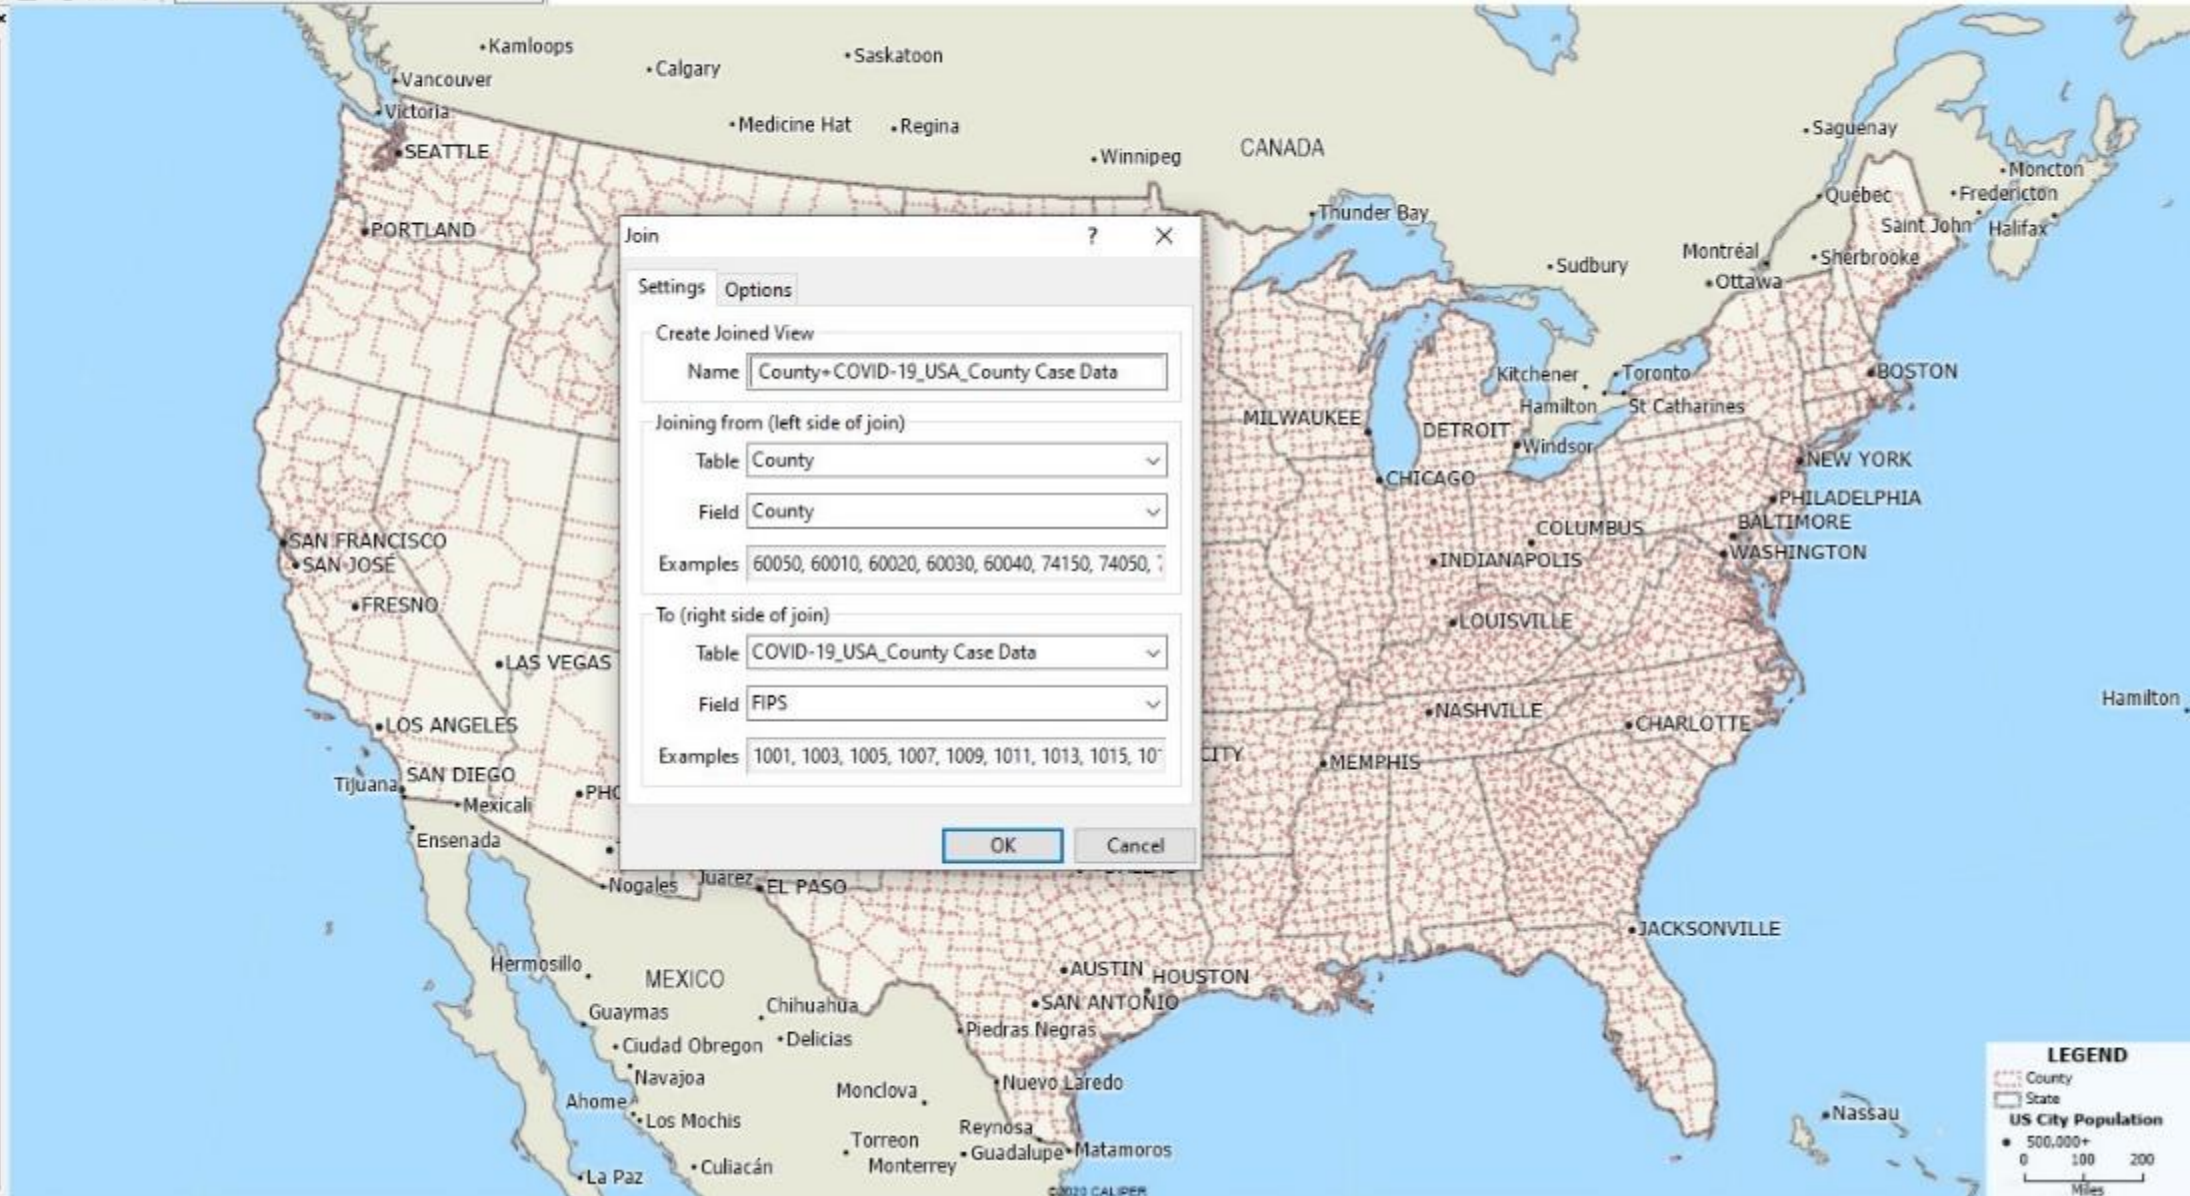 Kamloops
Saskatoon
Calgary
Vancouver
Victoria
Medicine Hat
Regina
CANADA
Saguenay
SEATTLE
Winnipeg
Moncton
Québec
Fredericton
Thunder Bay
Saint John
Halifax
PORTLAND
Montréal
Sherbrooke
Sudbury
Ottawa
Join
Settings
Options
Create Joined View
Name County+COVID-19_USA_County Case Data
Joining from (left side of join)
Table County
Field County
Examples 60050, 60010, 60020, 60030, 60040, 74150, 74050,
To (right side of join)
Table COVID-19_USA_County Case Data
Field FIPS
Examples 1001, 1003, 1005, 1007, 1009, 1011, 1013, 1015,
OK
Cancel
Kitchener
Toronto
BOSTON
Hamilton
St Catharines
MILWAUKEE
DETROIT
Windsor
NEW YORK
CHICAGO
PHILADELPHIA
BALTIMORE
COLUMBUS
WASHINGTON
INDIANAPOLIS
SAN FRANCISCO
SAN JOSÉ
FRESNO
LOUISVILLE
LAS VEGAS
Hamilton
LOS ANGELES
NASHVILLE
CHARLOTTE
CITY
MEMPHIS
SAN DIEGO
Tijuana
Mexicali
PHO
Ensenada
Nogales
Juarez
EL PASO
DALLAS
JACKSONVILLE
Hermosillo
MEXICO
AUSTIN
HOUSTON
SAN ANTONIO
Guaymas
Chihuahua
Piedras Negras
Ciudad Obregon
Delicias
Navajoa
Nuevo Laredo
Monclova
Ahome
Los Mochis
Reynosa
Torreon
Guadalupe
Matamoros
Monterrey
Culiacán
La Paz
Nassau
LEGEND
County
State
US City Population
500,000+
0 100 200
Miles
©2020 CALIPER